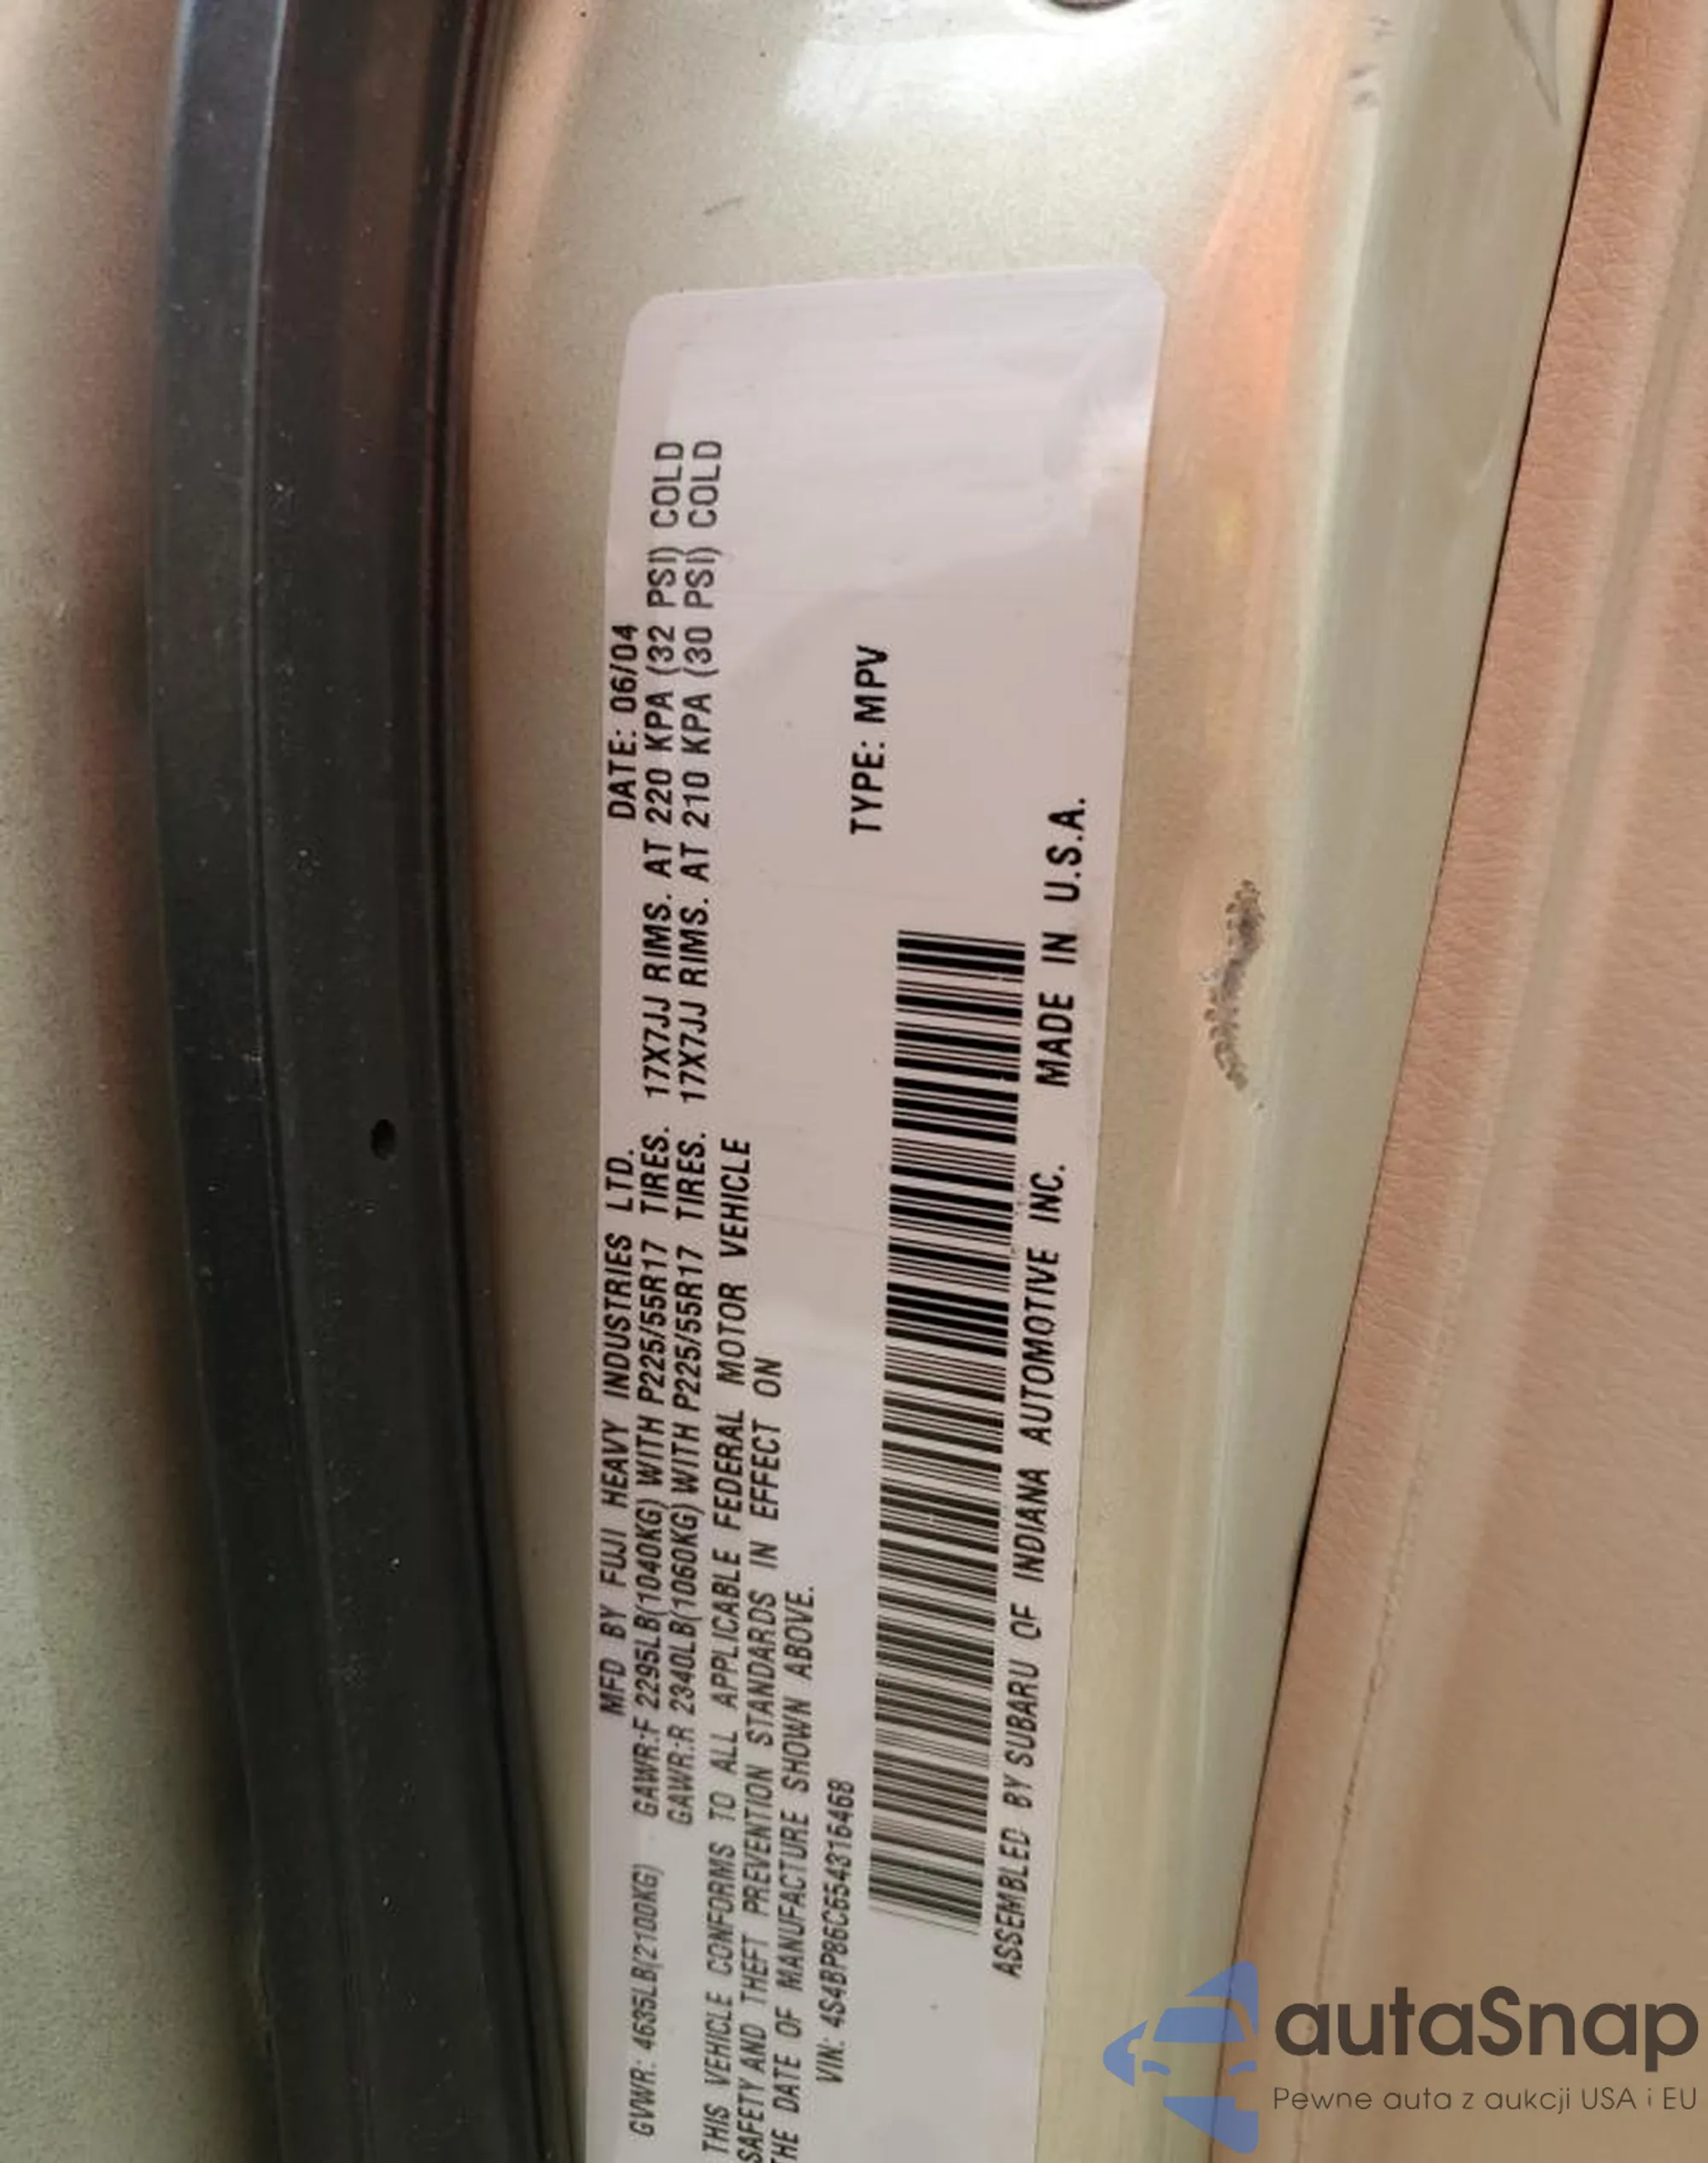 MFD BY FUJI HEAVY INDUSTRIES LTD. DATE: 06/04
GVWR: 4635LB(2100KG) GAWR:F 2295LB(1040KG) WITH P225/55R17 TIRES. 17X7JJ RIMS. AT 220 KPA (32 PSI) COLD
GAWR:R 2340LB(1060KG) WITH P225/55R17 TIRES. 17X7JJ RIMS. AT 210 KPA (30 PSI) COLD
THIS VEHICLE CONFORMS TO ALL APPLICABLE FEDERAL MOTOR VEHICLE
SAFETY AND THEFT PREVENTION STANDARDS IN EFFECT ON
THE DATE OF MANUFACTURE SHOWN ABOVE.
VIN: 4S4BP86C654316468 TYPE: MPV
ASSEMBLED BY SUBARU OF INDIANA AUTOMOTIVE INC. MADE IN U.S.A.
autaSnap
Pewne auta z aukcji USA i EU